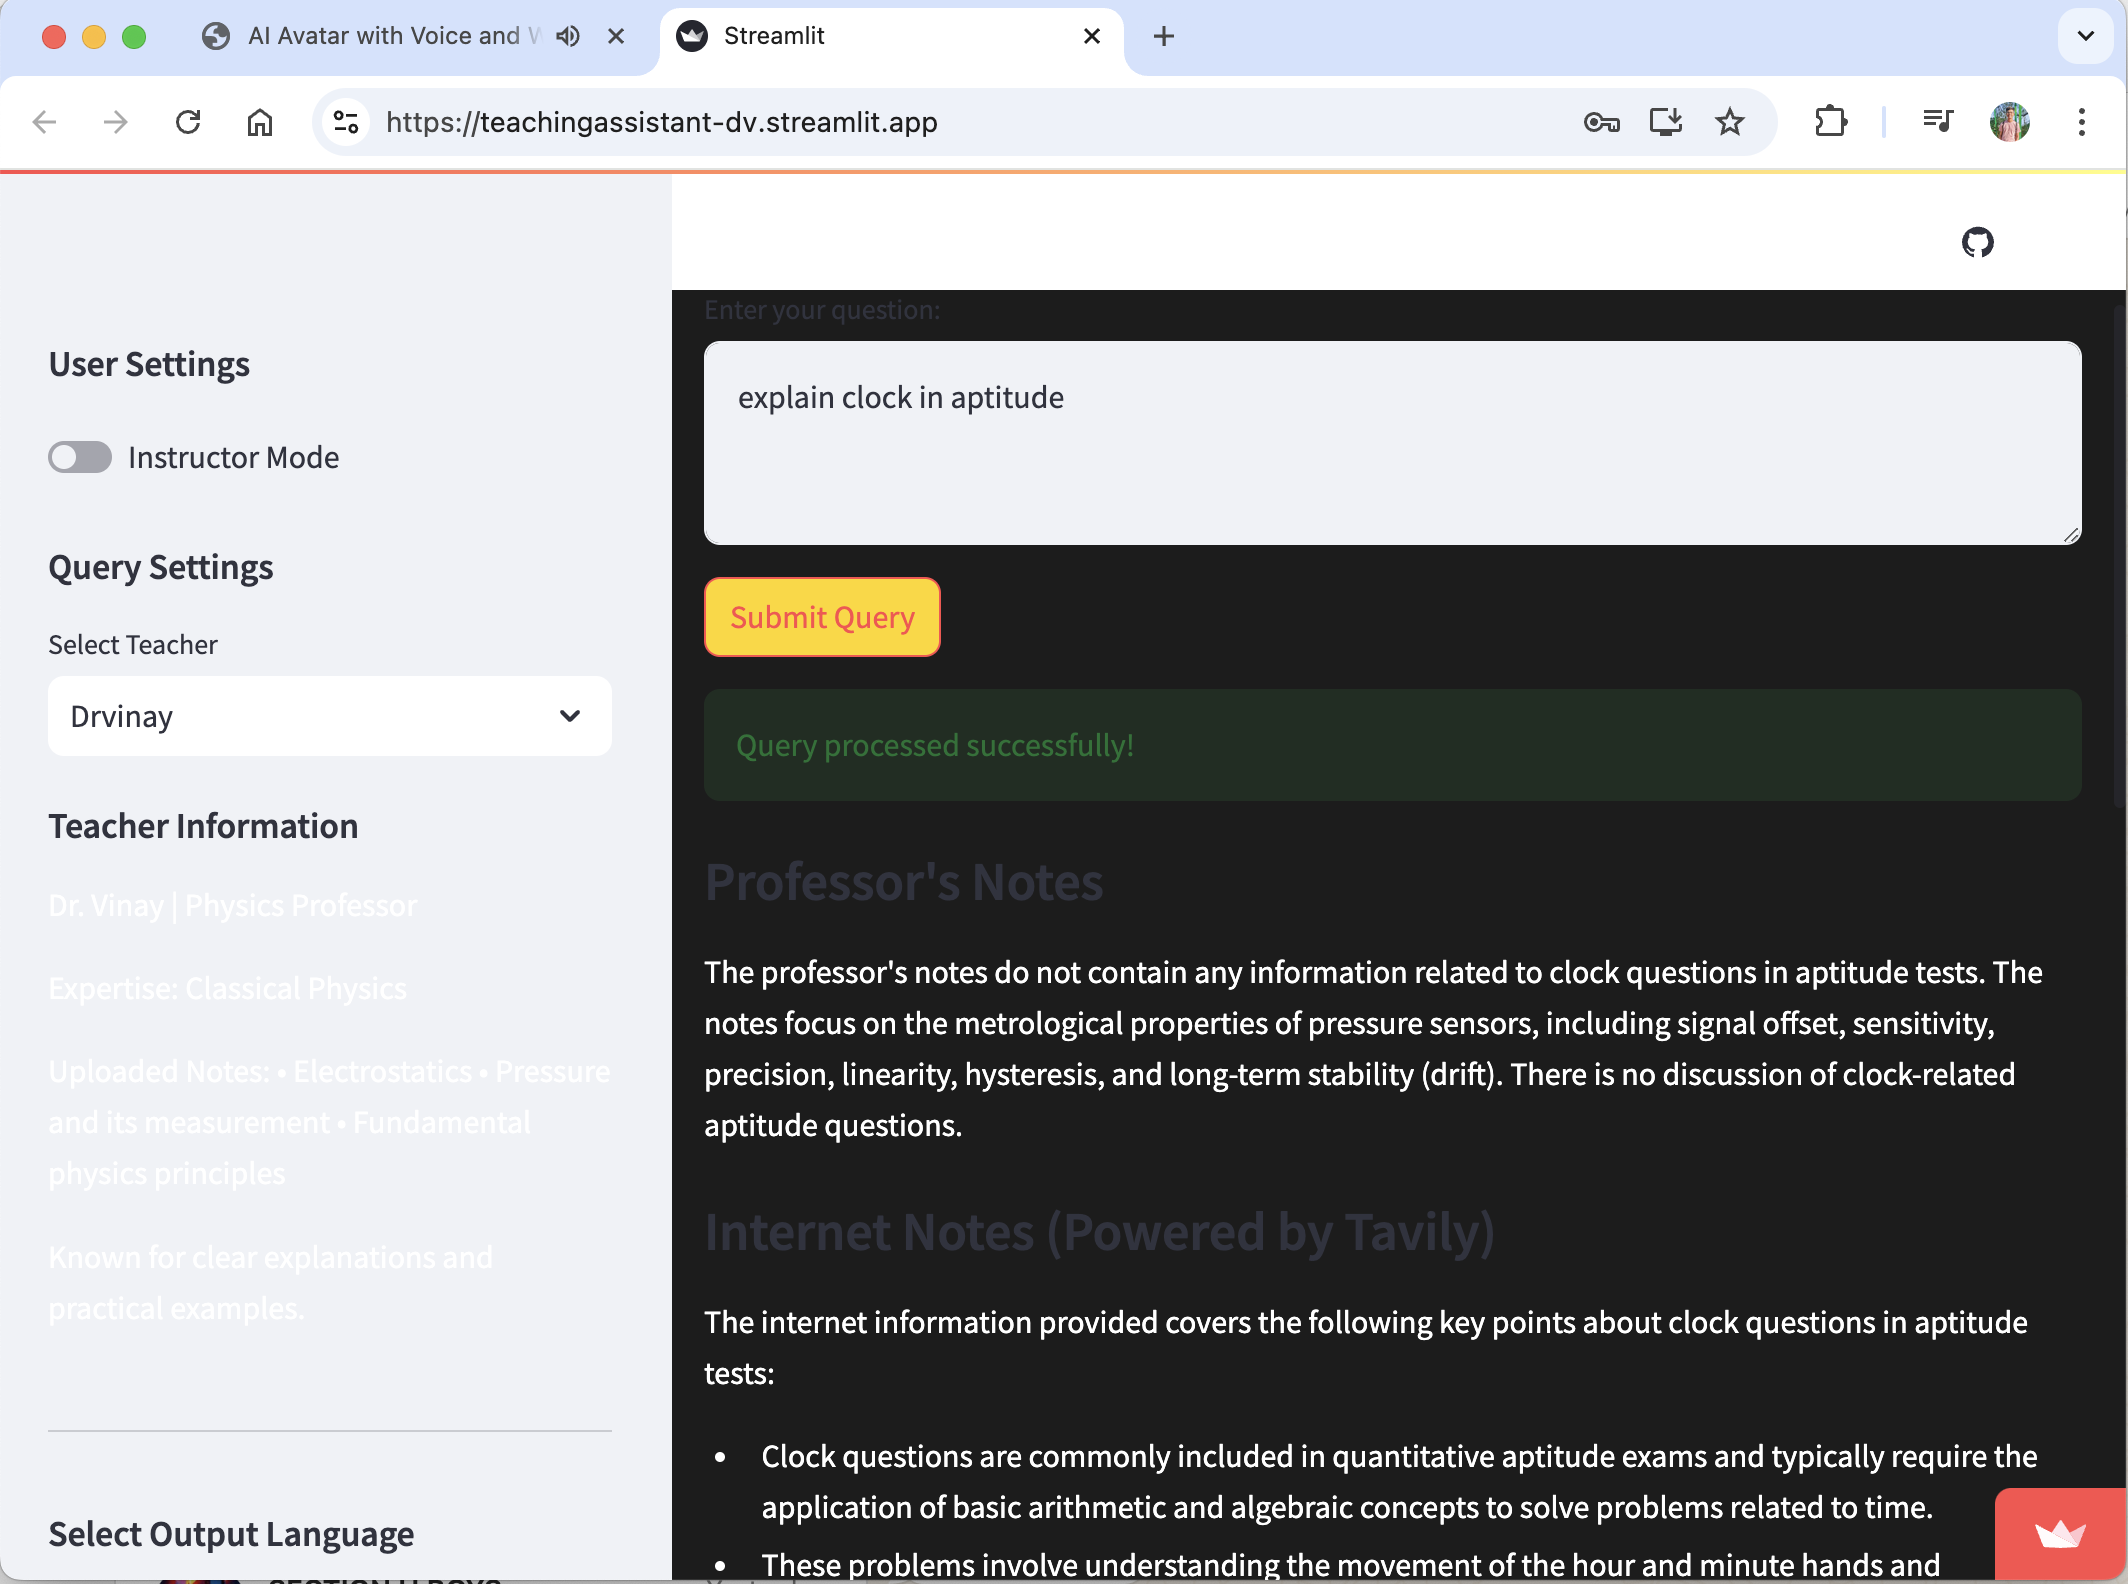 AI Avatar with Voice and
Streamlit
https://teachingassistant-dv.streamlit.app
User Settings
Instructor Mode
Query Settings
Select Teacher
Drvinay
Teacher Information
Dr. Vinay | Physics Professor
Expertise: Classical Physics
Uploaded Notes: • Electrostatics • Pressure
and its measurement • Fundamental
physics principles
Known for clear explanations and
practical examples.
Select Output Language
Enter your question:
explain clock in aptitude
Submit Query
Query processed successfully!
Professor's Notes
The professor's notes do not contain any information related to clock questions in aptitude tests. The
notes focus on the metrological properties of pressure sensors, including signal offset, sensitivity,
precision, linearity, hysteresis, and long-term stability (drift). There is no discussion of clock-related
aptitude questions.
Internet Notes (Powered by Tavily)
The internet information provided covers the following key points about clock questions in aptitude
tests:
• Clock questions are commonly included in quantitative aptitude exams and typically require the
application of basic arithmetic and algebraic concepts to solve problems related to time.
• These problems involve understanding the movement of the hour and minute hands and